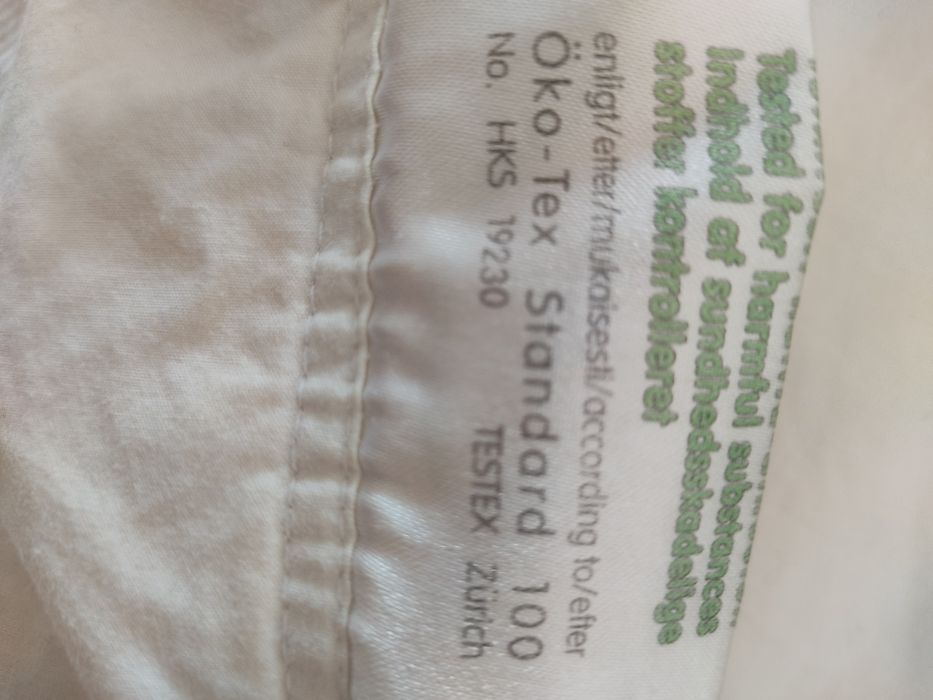 Tested for harmful substances
Indhold af sundhedsskadelige
stoffer kontrolleret
enligt/etter/mukaisesti/according to/efter
Öko-Tex Standard 100
No. HKS 19230 TESTEX Zürich